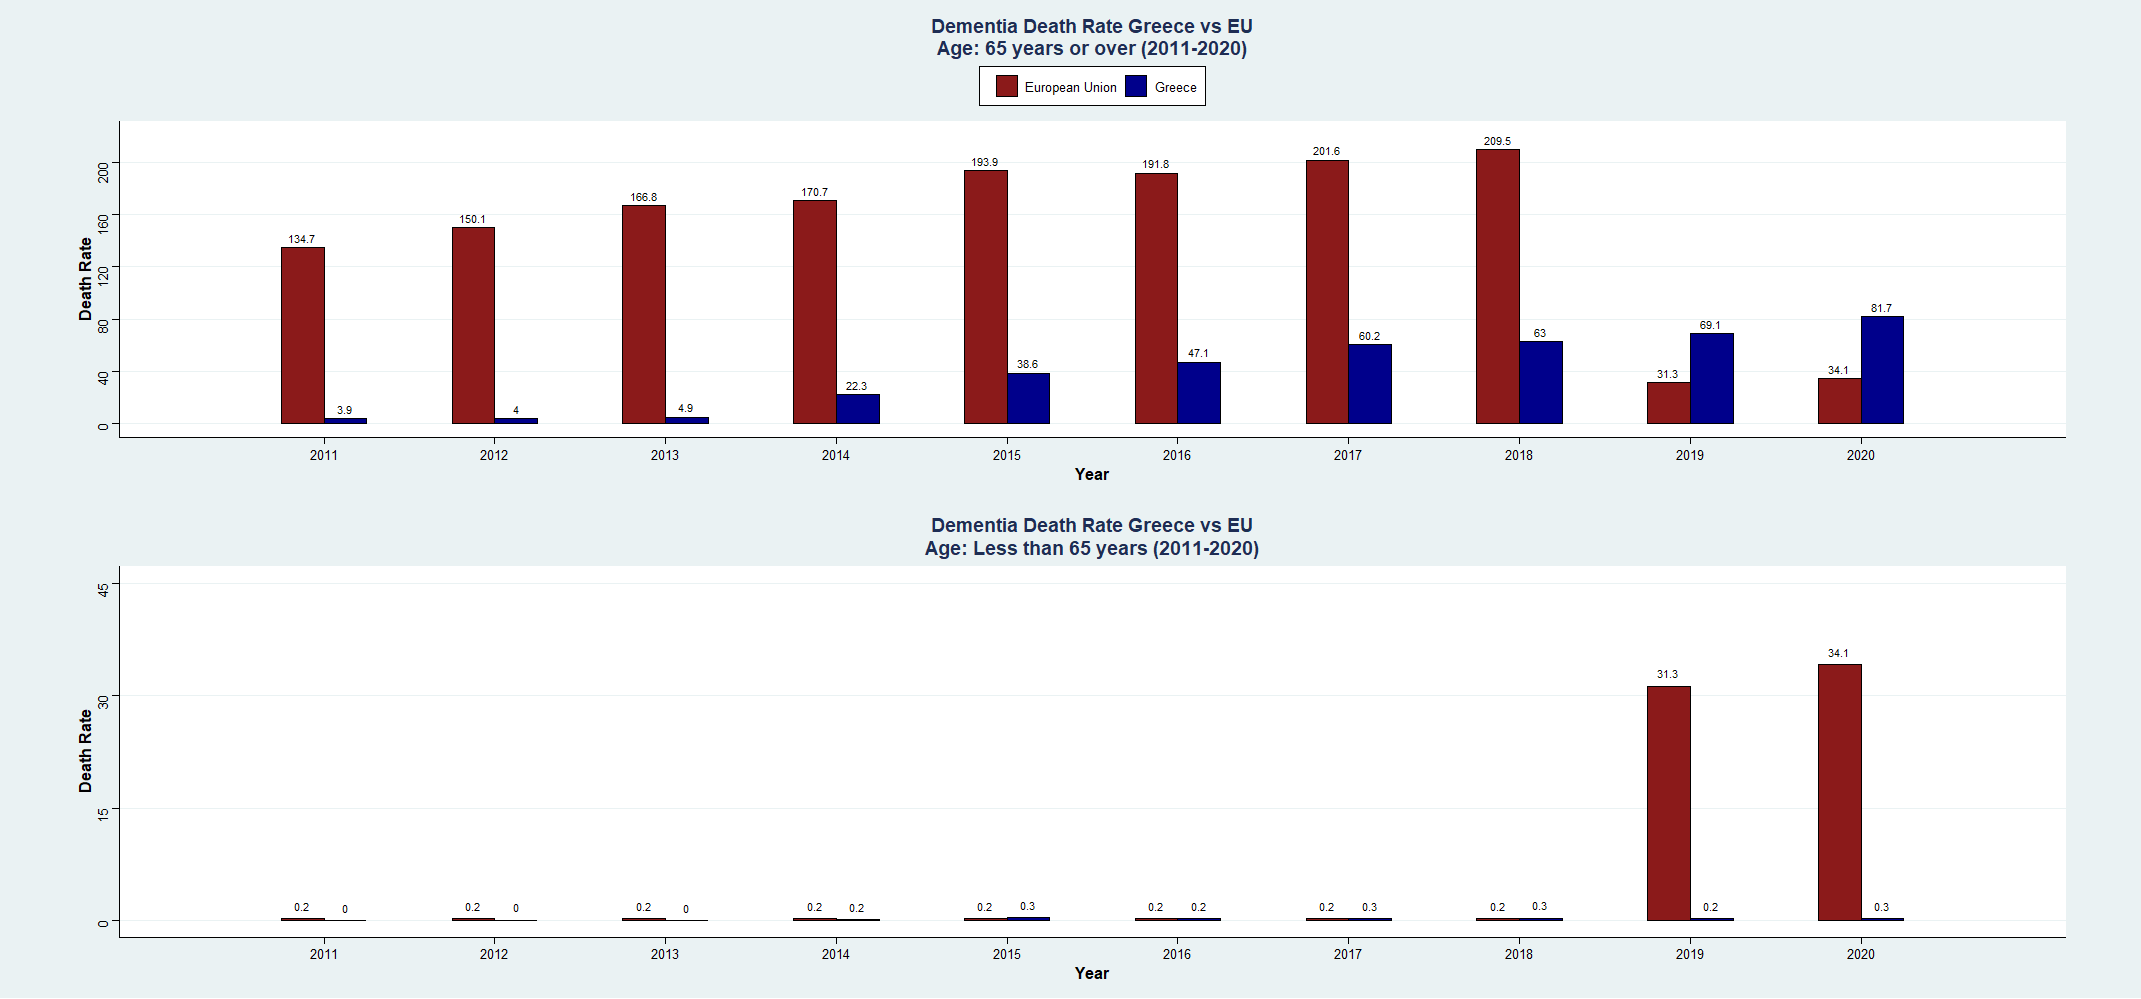 Dementia Death Rate Greece vs EU
Age: 65 years or over (2011-2020)
European Union Greece
Death Rate
200
160
120
80
40
0
134.7 3.9 150.1 4 166.8 4.9 170.7 22.3 193.9 38.6 191.8 47.1 201.6 60.2 209.5 63 31.3 69.1 34.1 81.7
2011 2012 2013 2014 2015 2016 2017 2018 2019 2020
Year
Dementia Death Rate Greece vs EU
Age: Less than 65 years (2011-2020)
Death Rate
45
30
15
0
0.2 0 0.2 0 0.2 0 0.2 0.2 0.2 0.3 0.2 0.2 0.2 0.3 0.2 0.3 31.3 0.2 34.1 0.3
2011 2012 2013 2014 2015 2016 2017 2018 2019 2020
Year